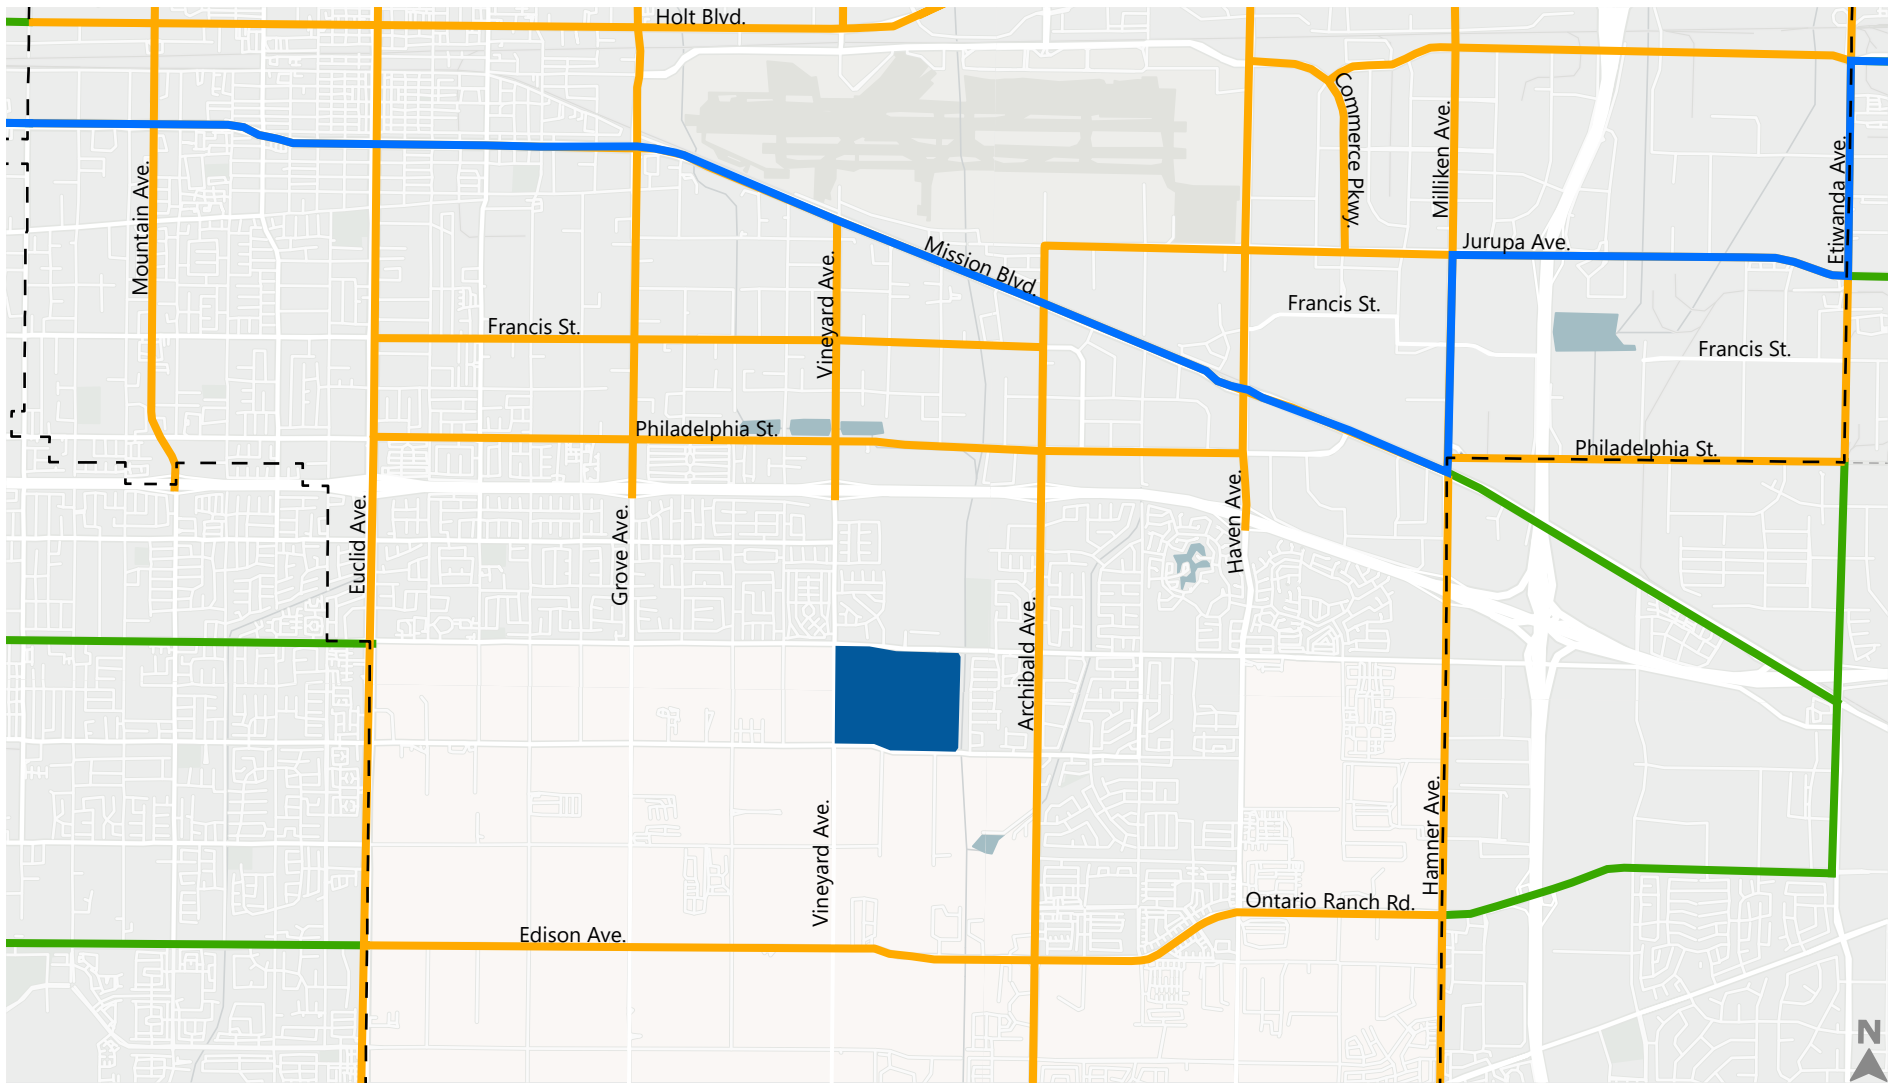 Holt Blvd.
Commerce Pkwy.
Milliken Ave.
Etiwanda Ave.
Mountain Ave.
Jurupa Ave.
Mission Blvd.
Vineyard Ave.
Francis St.
Francis St.
Francis St.
Philadelphia St.
Philadelphia St.
Euclid Ave.
Grove Ave.
Haven Ave.
Archibald Ave.
Vineyard Ave.
Hamner Ave.
Ontario Ranch Rd.
Edison Ave.
N